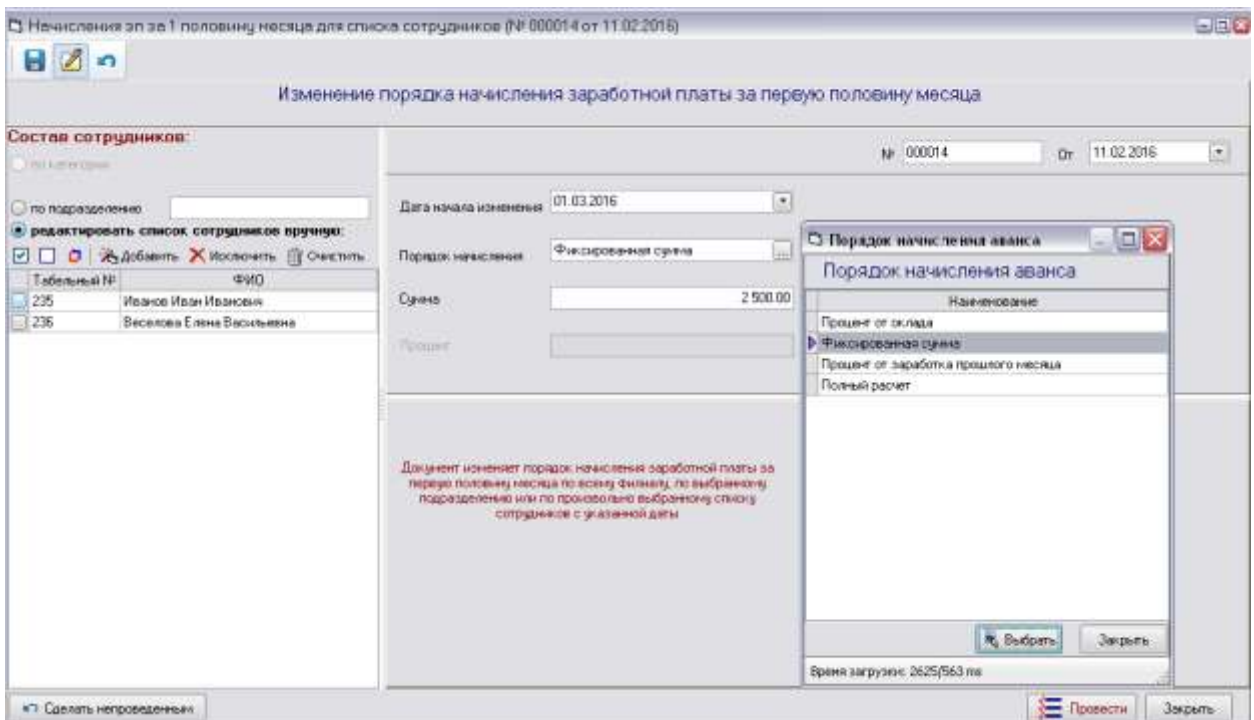 Начисления зп за 1 половину месяца для списка сотрудников (№ 000014 от 11.02.2016)
Изменение порядка начисления заработной платы за первую половину месяца
Состав сотрудников:
по категории
№ 000014 От 11.02.2016
по подразделению
Дата начала изменения 01.03.2016
редактировать список сотрудников вручную:
Добавить Исключить Очистить
Порядок начисления Фиксированная сумма ...
Табельный № ФИО
235 Иванов Иван Иванович
236 Веселова Елена Васильевна
Сумма 2 500.00
Процент
Порядок начисления аванса
Порядок начисления аванса
Наименование
Процент от оклада
Фиксированная сумма
Процент от заработка прошлого месяца
Полный расчет
Документ изменяет порядок начисления заработной платы за
первую половину месяца по всему филиалу, по выбранному
подразделению или по произвольно выбранному списку
сотрудников с указанной даты
Выбрать Закрыть
Время загрузки: 2625/563 ms
Сделать непроведенным Провести Закрыть